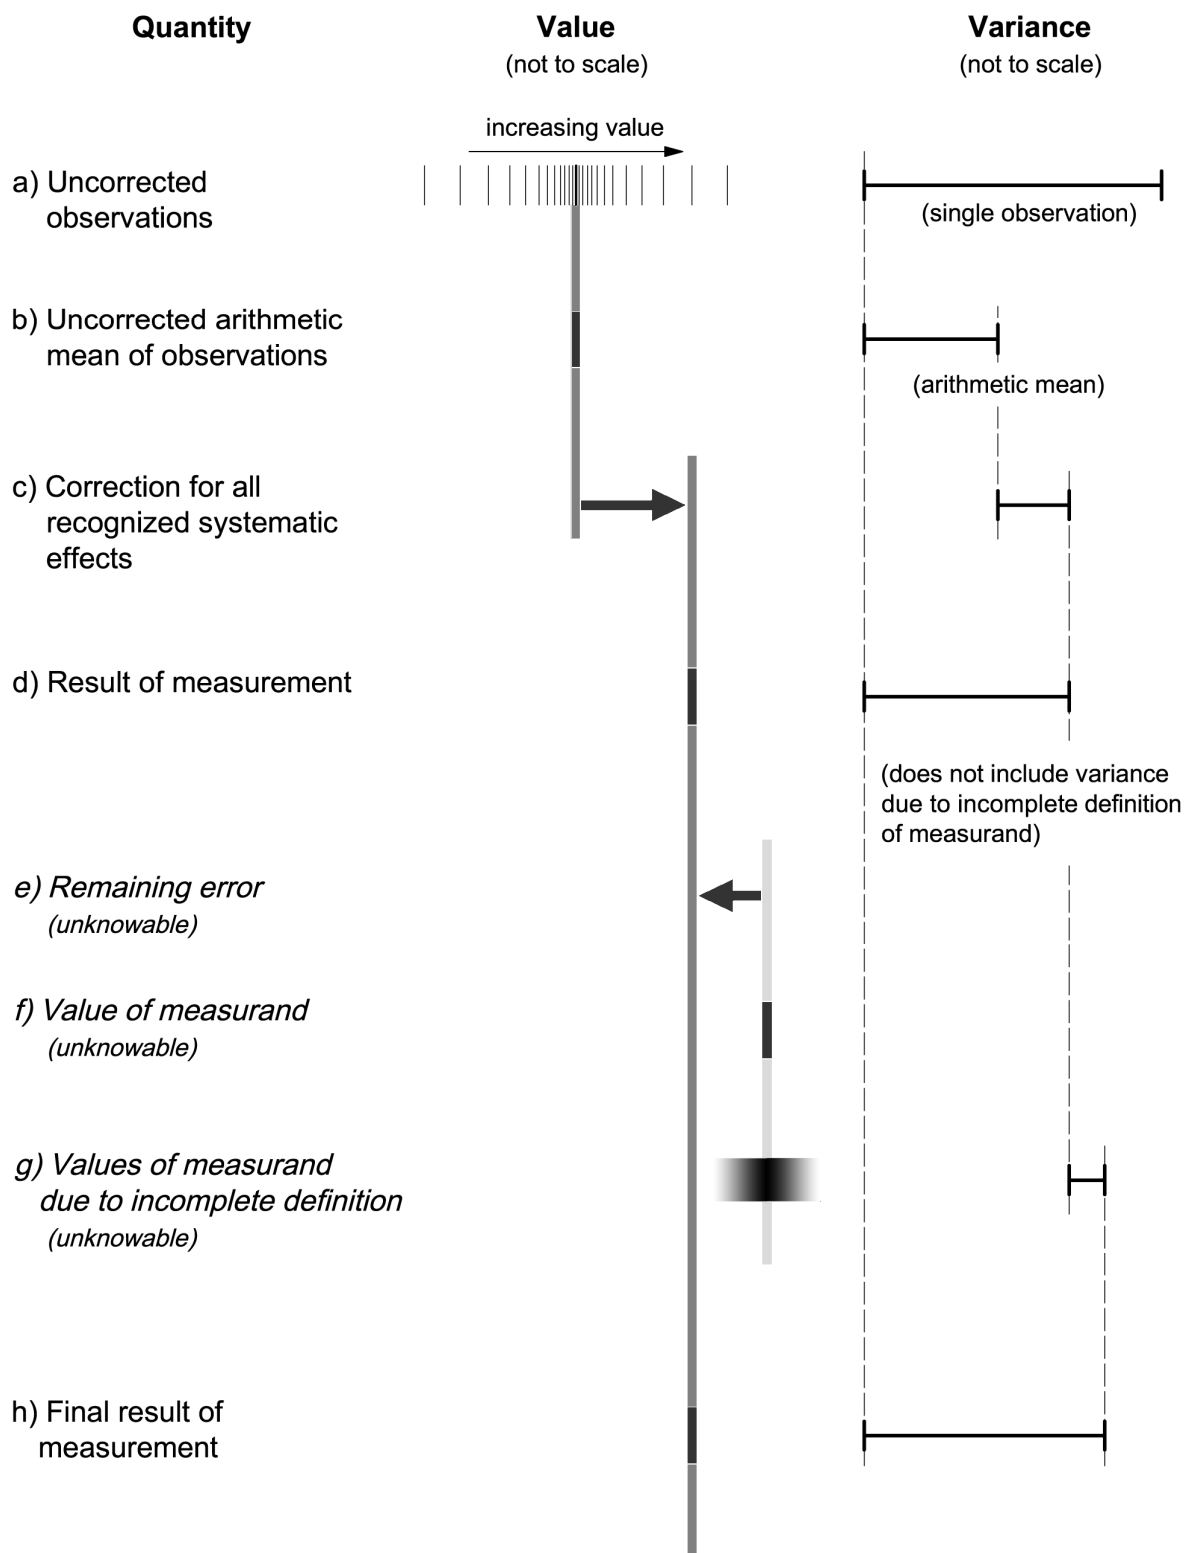 Quantity
Value
(not to scale)
Variance
(not to scale)
increasing value
a) Uncorrected
observations
(single observation)
b) Uncorrected arithmetic
mean of observations
(arithmetic mean)
c) Correction for all
recognized systematic
effects
d) Result of measurement
(does not include variance
due to incomplete definition
of measurand)
e) Remaining error
(unknowable)
f) Value of measurand
(unknowable)
g) Values of measurand
due to incomplete definition
(unknowable)
h) Final result of
measurement